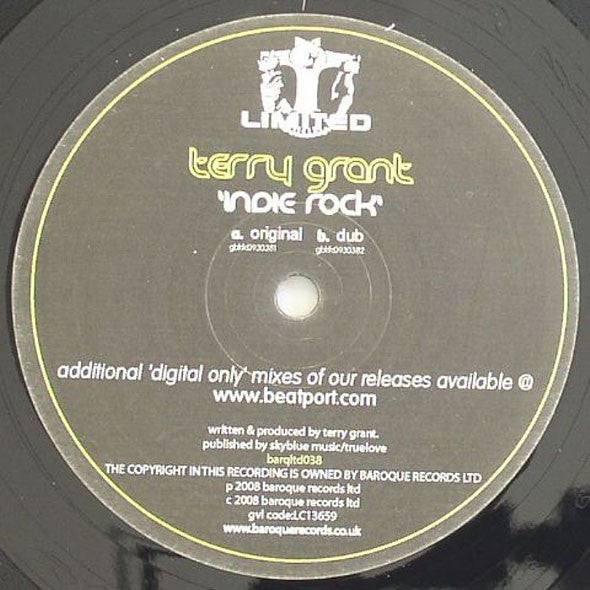 LIMITED
terry grant
'indie rock'
a. original b. dub
additional 'digital only' mixes of our releases available @
www.beatport.com
written & produced by terry grant.
published by skyblue music/truelove
barqltd038
THE COPYRIGHT IN THIS RECORDING IS OWNED BY BAROQUE RECORDS LTD
p 2008 baroque records ltd
c 2008 baroque records ltd
gvl code:LC13659
www.baroquerecords.co.uk